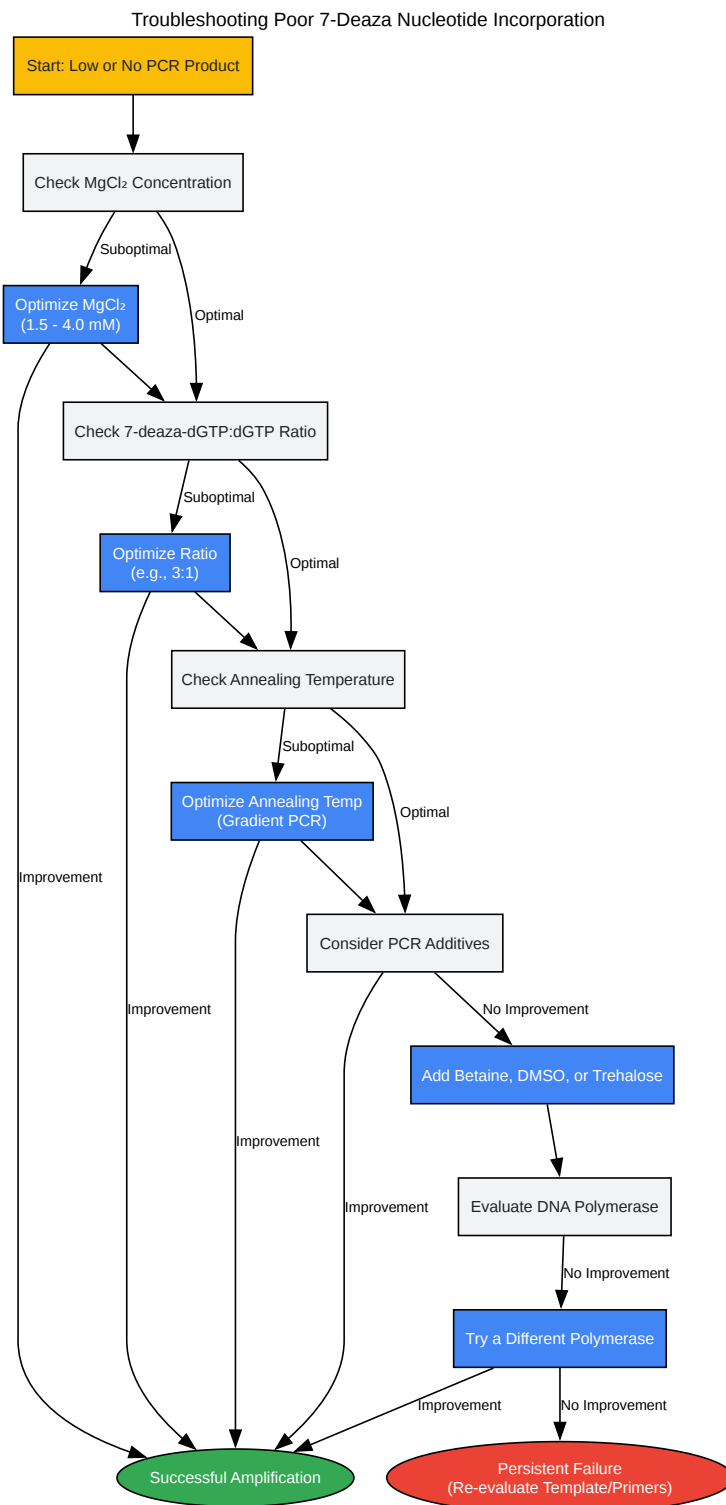 Troubleshooting Poor 7-Deaza Nucleotide Incorporation
Start: Low or No PCR Product
Check MgCl₂ Concentration
Suboptimal
Optimize MgCl₂
(1.5 - 4.0 mM)
Optimal
Check 7-deaza-dGTP:dGTP Ratio
Suboptimal
Optimize Ratio
(e.g., 3:1)
Optimal
Check Annealing Temperature
Suboptimal
Optimize Annealing Temp
(Gradient PCR)
Optimal
Improvement
Consider PCR Additives
Improvement
No Improvement
Add Betaine, DMSO, or Trehalose
Improvement
Evaluate DNA Polymerase
Improvement
No Improvement
Try a Different Polymerase
Improvement
No Improvement
Successful Amplification
Persistent Failure
(Re-evaluate Template/Primers)